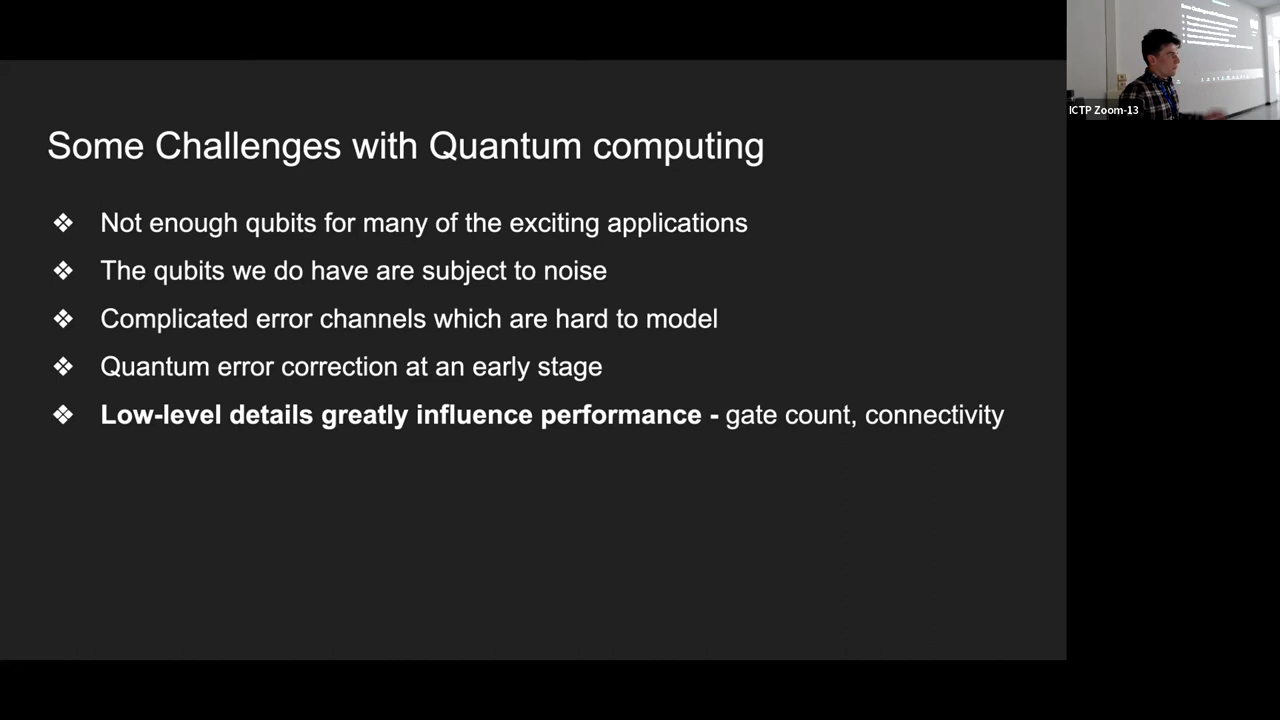 Some Challenges with Quantum computing
❖ Not enough qubits for many of the exciting applications
❖ The qubits we do have are subject to noise
❖ Complicated error channels which are hard to model
❖ Quantum error correction at an early stage
❖ Low-level details greatly influence performance - gate count, connectivity
ICTP Zoom-13